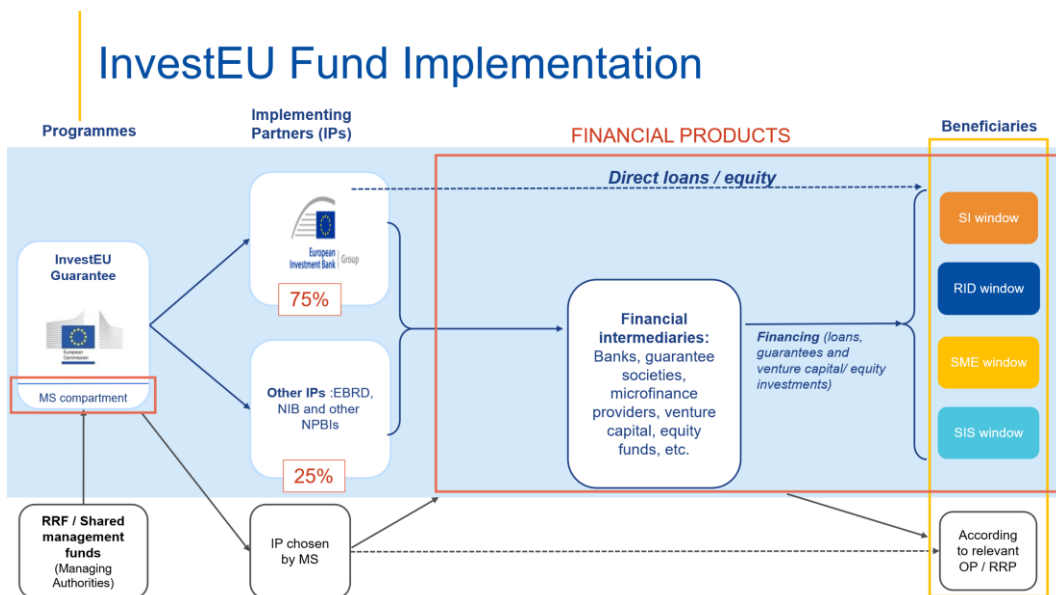 InvestEU Fund Implementation
Programmes
Implementing
Partners (IPs)
FINANCIAL PRODUCTS
Beneficiaries
InvestEU
Guarantee
European
Commission
MS compartment
European
Investment Bank
Group
75%
Other IPs :EBRD,
NIB and other
NPBIs
25%
Direct loans / equity
Financial
intermediaries:
Banks, guarantee
societies,
microfinance
providers, venture
capital, equity
funds, etc.
Financing (loans,
guarantees and
venture capital/ equity
investments)
SI window
RID window
SME window
SIS window
RRF / Shared
management
funds
(Managing
Authorities)
IP chosen
by MS
According
to relevant
OP / RRP